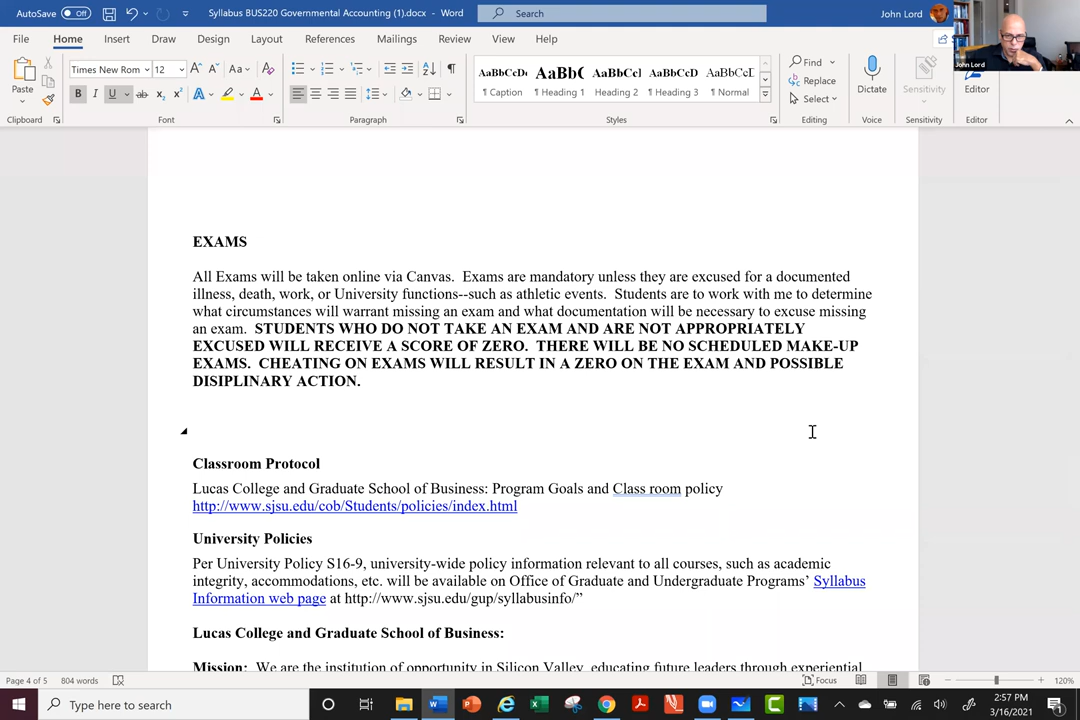 AutoSave Off Syllabus BUS220 Governmental Accounting (1).docx - Word Search John Lord
File Home Insert Draw Design Layout References Mailings Review View Help
Times New Rom 12 Aa
Paste
B I U ab x₂ x² A A
AaBbCcDc AaBb( AaBbCcI AaBbCcD AaBbCcDc
¶ Caption ¶ Heading 1 Heading 2 ¶ Heading 3 ¶ Normal
Find
Replace
Select
Dictate
Sensitivity
Editor
John Lord
Clipboard Font Paragraph Styles Editing Voice Sensitivity Editor
EXAMS
All Exams will be taken online via Canvas. Exams are mandatory unless they are excused for a documented
illness, death, work, or University functions--such as athletic events. Students are to work with me to determine
what circumstances will warrant missing an exam and what documentation will be necessary to excuse missing
an exam. STUDENTS WHO DO NOT TAKE AN EXAM AND ARE NOT APPROPRIATELY
EXCUSED WILL RECEIVE A SCORE OF ZERO. THERE WILL BE NO SCHEDULED MAKE-UP
EXAMS. CHEATING ON EXAMS WILL RESULT IN A ZERO ON THE EXAM AND POSSIBLE
DISIPLINARY ACTION.
Classroom Protocol
Lucas College and Graduate School of Business: Program Goals and Class room policy
http://www.sjsu.edu/cob/Students/policies/index.html
University Policies
Per University Policy S16-9, university-wide policy information relevant to all courses, such as academic
integrity, accommodations, etc. will be available on Office of Graduate and Undergraduate Programs’ Syllabus
Information web page at http://www.sjsu.edu/gup/syllabusinfo/”
Lucas College and Graduate School of Business:
Mission: We are the institution of opportunity in Silicon Valley, educating future leaders through experiential
Page 4 of 5 804 words Focus 120%
Type here to search
2:57 PM
3/16/2021